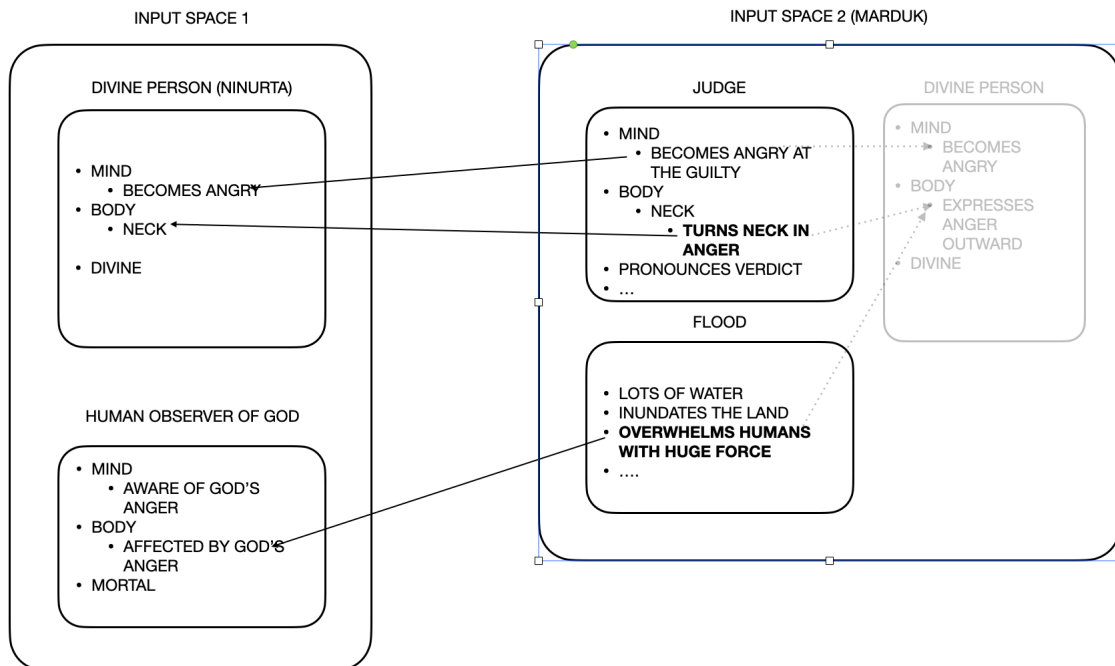 INPUT SPACE 1
DIVINE PERSON (NINURTA)
• MIND
• BECOMES ANGRY
• BODY
• NECK
• DIVINE
HUMAN OBSERVER OF GOD
• MIND
• AWARE OF GOD'S
ANGER
• BODY
• AFFECTED BY GOD'S
ANGER
• MORTAL
INPUT SPACE 2 (MARDUK)
JUDGE
• MIND
• BECOMES ANGRY AT
THE GUILTY
• BODY
• NECK
• TURNS NECK IN
ANGER
• PRONOUNCES VERDICT
• ...
FLOOD
• LOTS OF WATER
• INUNDATES THE LAND
• OVERWHELMS HUMANS
WITH HUGE FORCE
• ....
DIVINE PERSON
• MIND
• BECOMES
ANGRY
• BODY
• EXPRESSES
ANGER
OUTWARD
• DIVINE